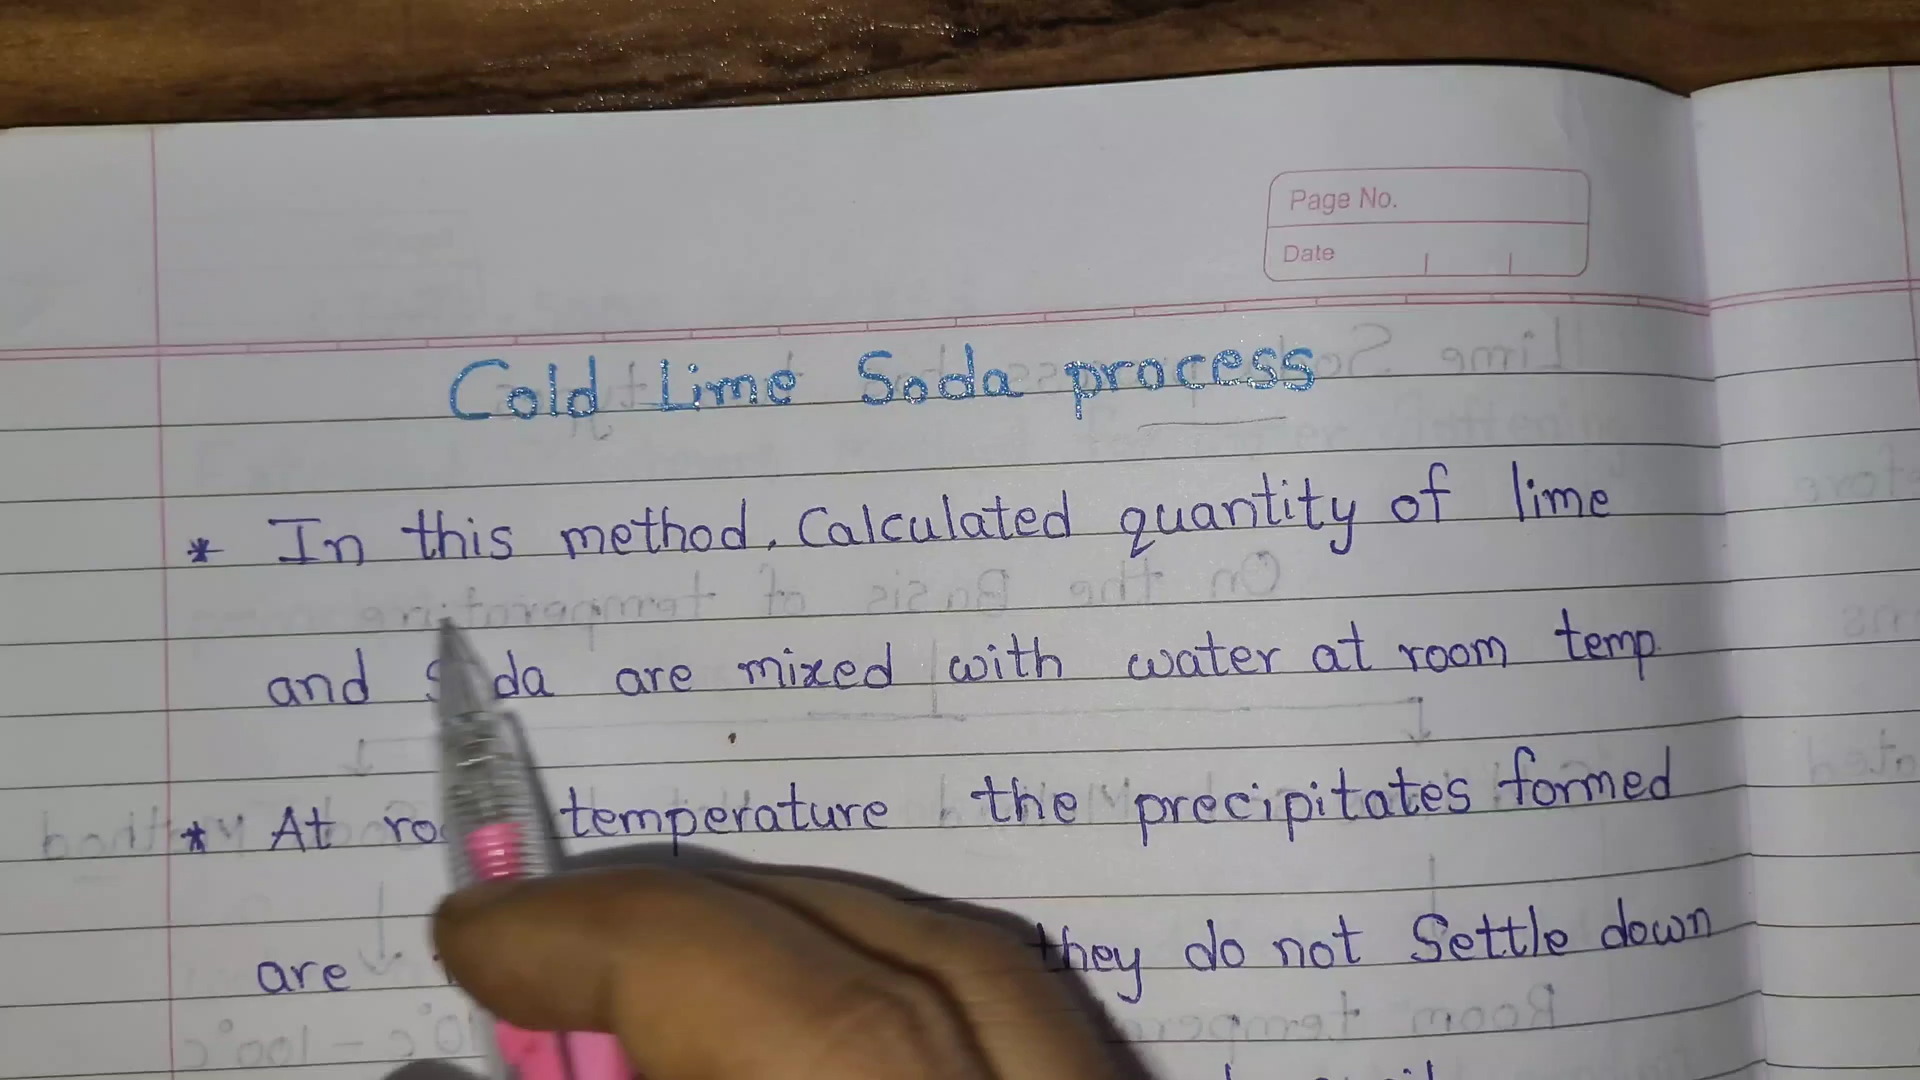 Page No.
Date
Cold Lime Soda process
* In this method, Calculated quantity of lime
and da are mixed with water at room temp.
* At temperature the precipitates formed
are they do not Settle down